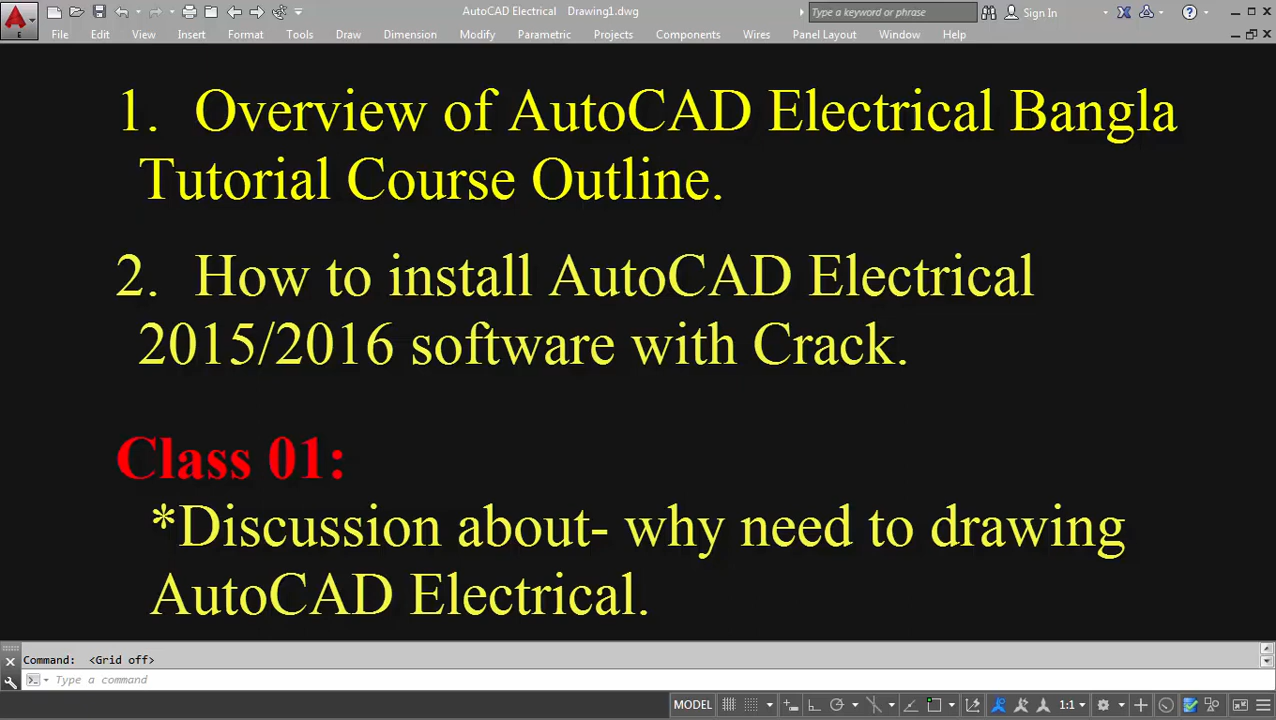 AutoCAD Electrical Drawing1.dwg
Type a keyword or phrase
Sign In
File Edit View Insert Format Tools Draw Dimension Modify Parametric Projects Components Wires Panel Layout Window Help
1. Overview of AutoCAD Electrical Bangla
Tutorial Course Outline.
2. How to install AutoCAD Electrical
2015/2016 software with Crack.
Class 01:
*Discussion about- why need to drawing
AutoCAD Electrical.
Command: <Grid off>
Type a command
MODEL 1:1